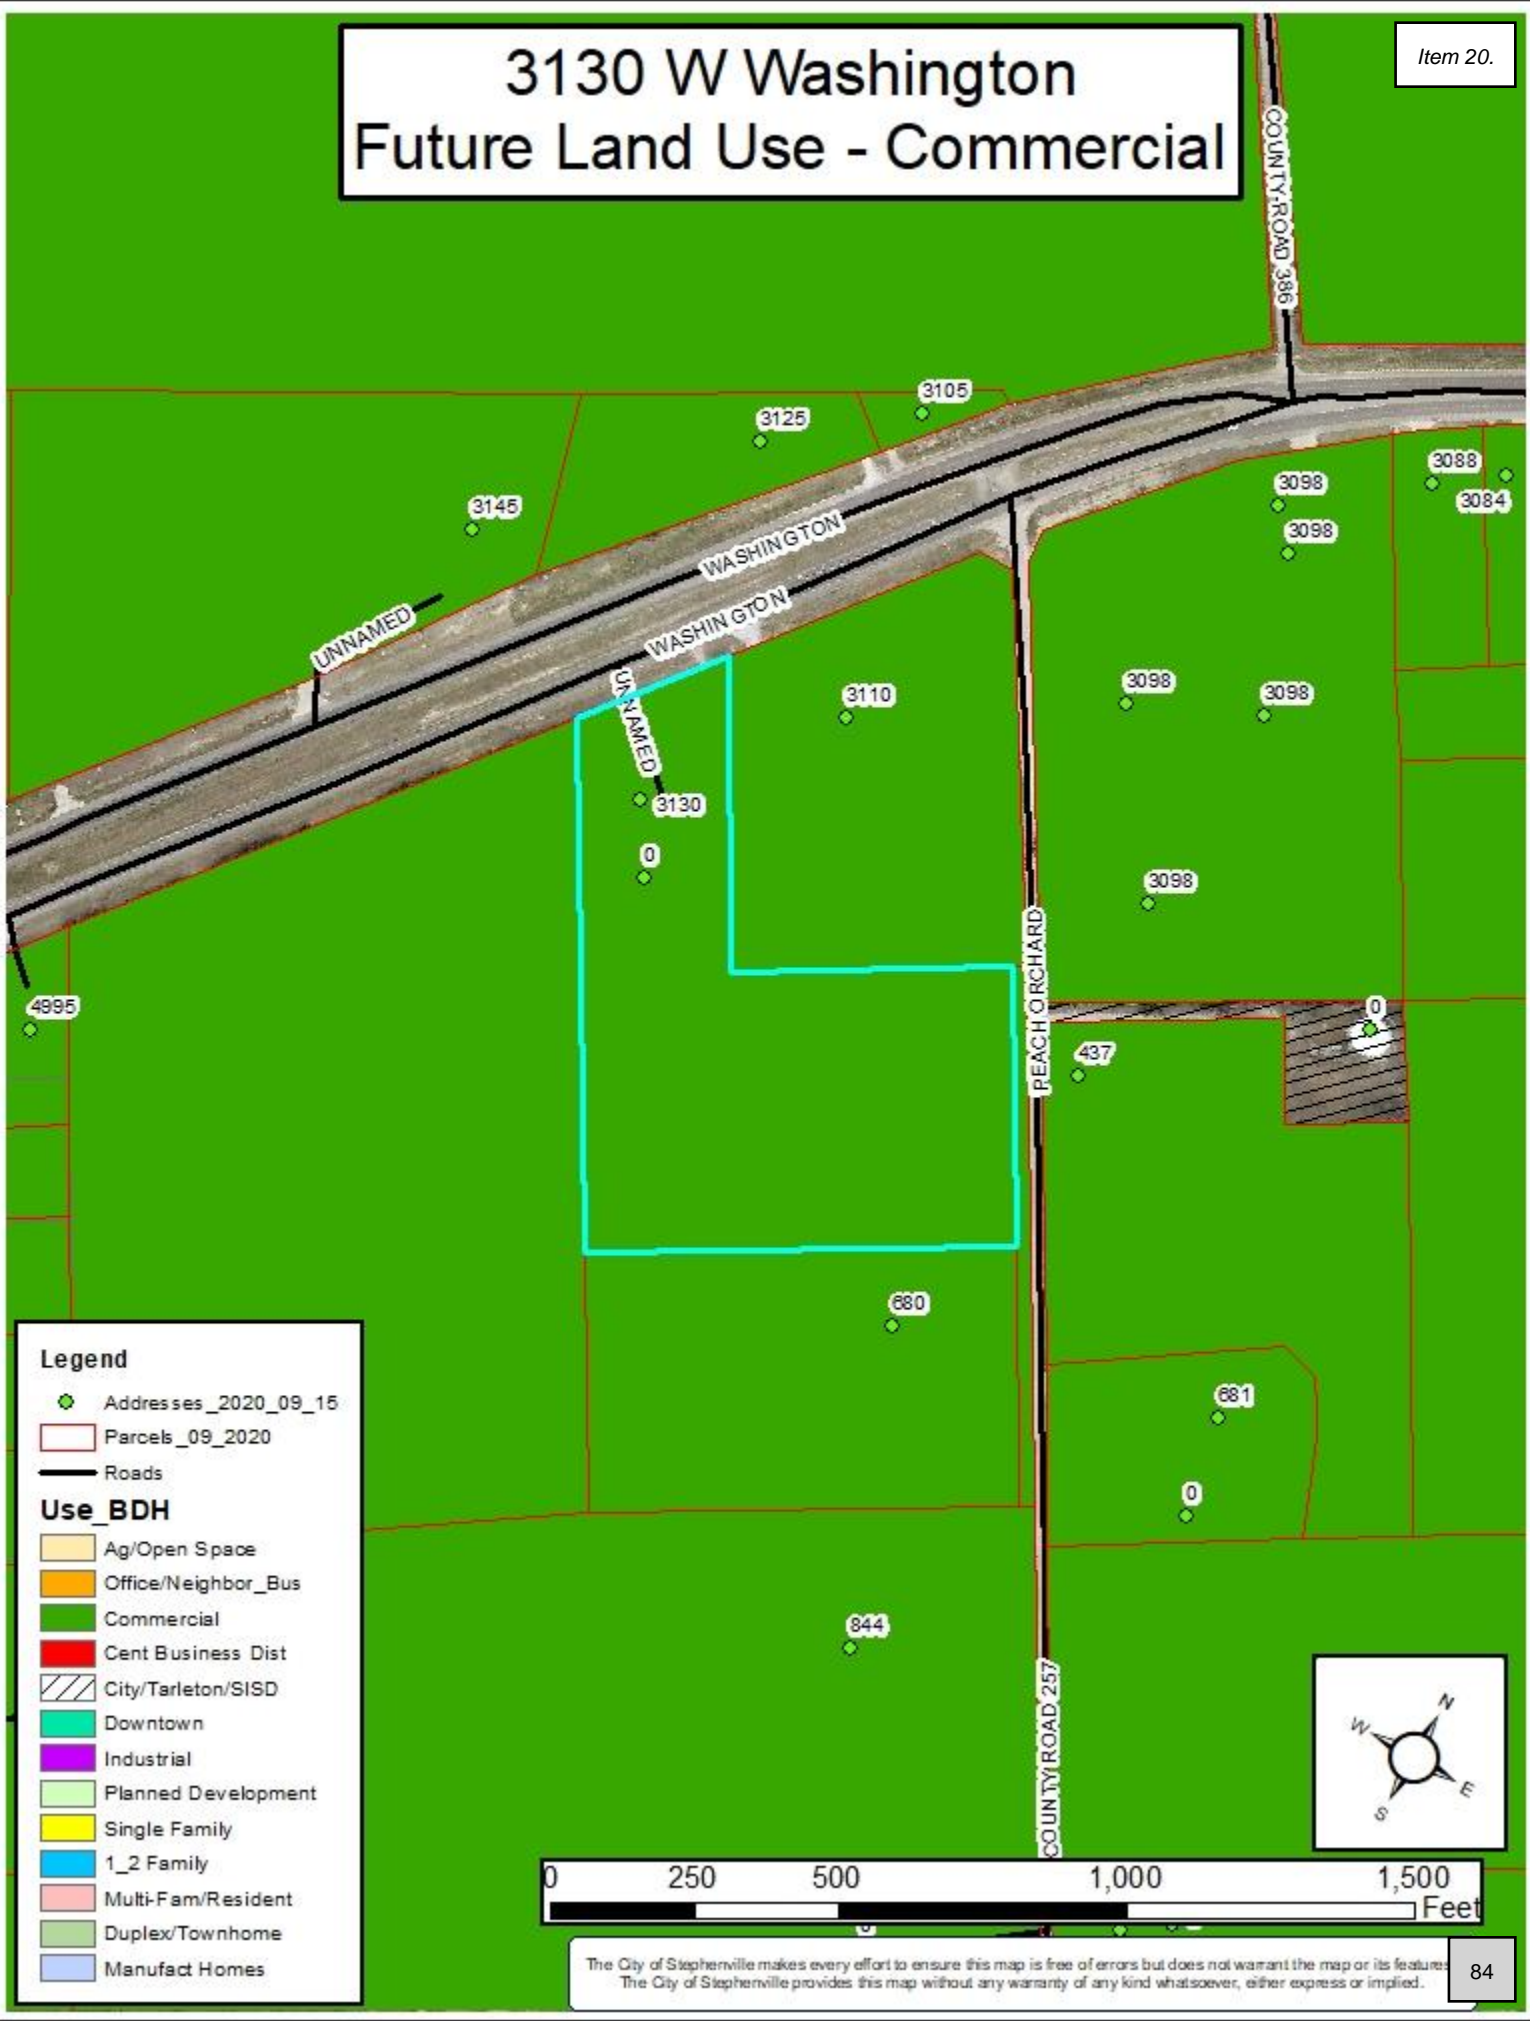 3130 W Washington
Future Land Use - Commercial
Item 20.
COUNTY ROAD 386
3105
3125
3145
3088
3084
3098
3098
WASHINGTON
WASHINGTON
UNNAMED
UNNAMED
3110
3098
3098
3130
0
3098
PEACH ORCHARD
4995
0
437
680
681
0
844
COUNTY ROAD 257
Legend
Addresses_2020_09_15
Parcels_09_2020
Roads
Use_BDH
Ag/Open Space
Office/Neighbor_Bus
Commercial
Cent Business Dist
City/Tarleton/SISD
Downtown
Industrial
Planned Development
Single Family
1_2 Family
Multi-Fam/Resident
Duplex/Townhome
Manufact Homes
N
W
E
S
0 250 500 1,000 1,500
Feet
The City of Stephenville makes every effort to ensure this map is free of errors but does not warrant the map or its features
The City of Stephenville provides this map without any warranty of any kind whatsoever, either express or implied.
84